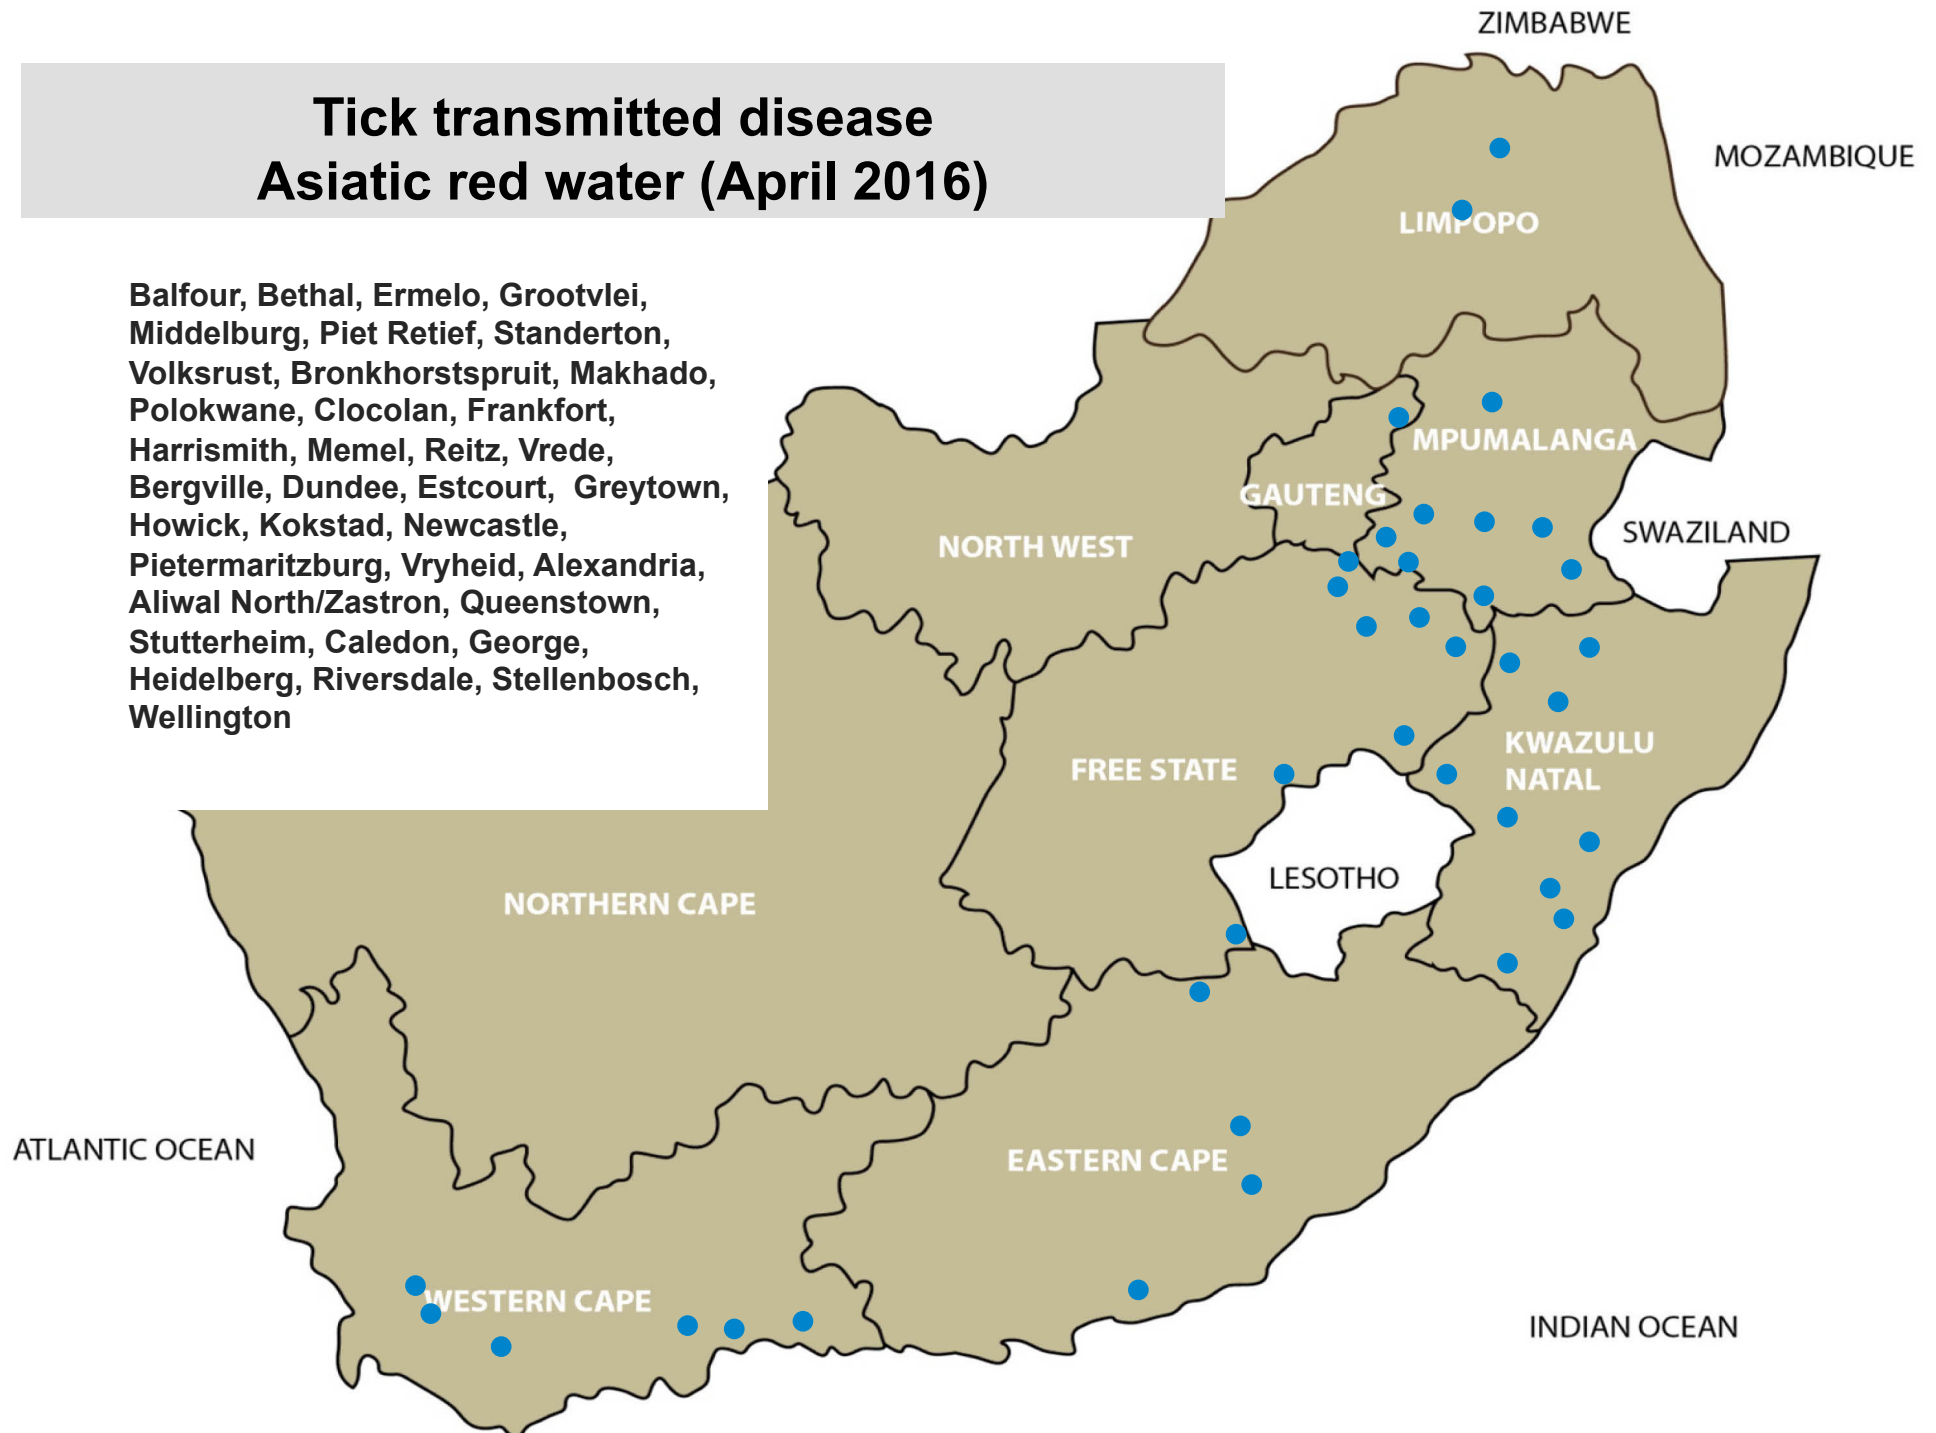 ZIMBABWE
Tick transmitted disease
Asiatic red water (April 2016)
MOZAMBIQUE
LIMPOPO
Balfour, Bethal, Ermelo, Grootvlei,
Middelburg, Piet Retief, Standerton,
Volksrust, Bronkhorstspruit, Makhado,
Polokwane, Clocolan, Frankfort,
Harrismith, Memel, Reitz, Vrede,
Bergville, Dundee, Estcourt, Greytown,
Howick, Kokstad, Newcastle,
Pietermaritzburg, Vryheid, Alexandria,
Aliwal North/Zastron, Queenstown,
Stutterheim, Caledon, George,
Heidelberg, Riversdale, Stellenbosch,
Wellington
MPUMALANGA
GAUTENG
SWAZILAND
NORTH WEST
KWAZULU
NATAL
FREE STATE
LESOTHO
NORTHERN CAPE
ATLANTIC OCEAN
EASTERN CAPE
WESTERN CAPE
INDIAN OCEAN